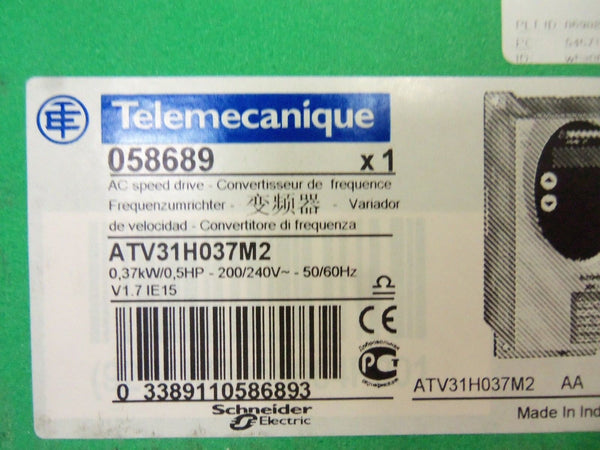 Telemecanique
058689 x 1
AC speed drive - Convertisseur de frequence
Frequenzumrichter - 变频器 - Variador
de velocidad - Convertitore di frequenza
ATV31H037M2
0,37kW/0,5HP - 200/240V~ - 50/60Hz
V1.7 IE15
0 3389110586893
Schneider
Electric
ATV31H037M2 AA
Made In